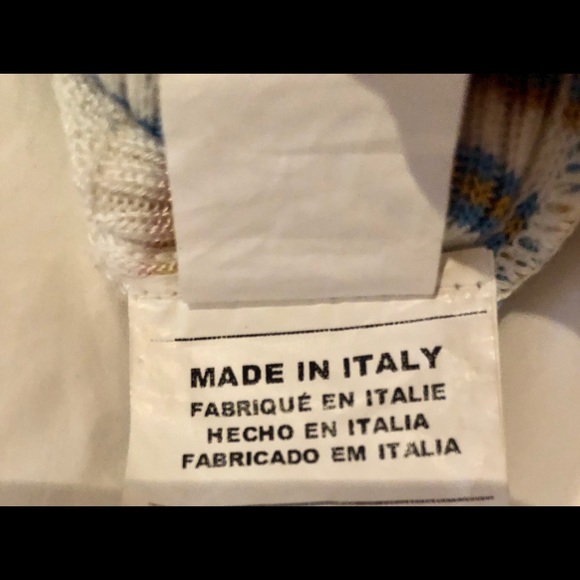 MADE IN ITALY
FABRIQUÉ EN ITALIE
HECHO EN ITALIA
FABRICADO EM ITALIA